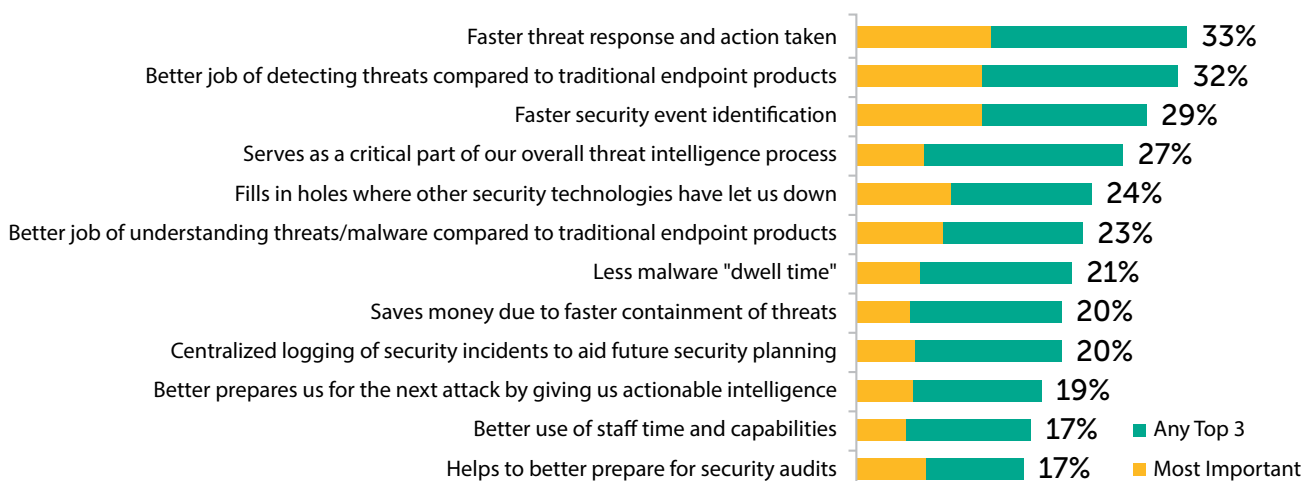 Faster threat response and action taken 33%
Better job of detecting threats compared to traditional endpoint products 32%
Faster security event identification 29%
Serves as a critical part of our overall threat intelligence process 27%
Fills in holes where other security technologies have let us down 24%
Better job of understanding threats/malware compared to traditional endpoint products 23%
Less malware "dwell time" 21%
Saves money due to faster containment of threats 20%
Centralized logging of security incidents to aid future security planning 20%
Better prepares us for the next attack by giving us actionable intelligence 19%
Better use of staff time and capabilities 17% Any Top 3
Helps to better prepare for security audits 17% Most Important